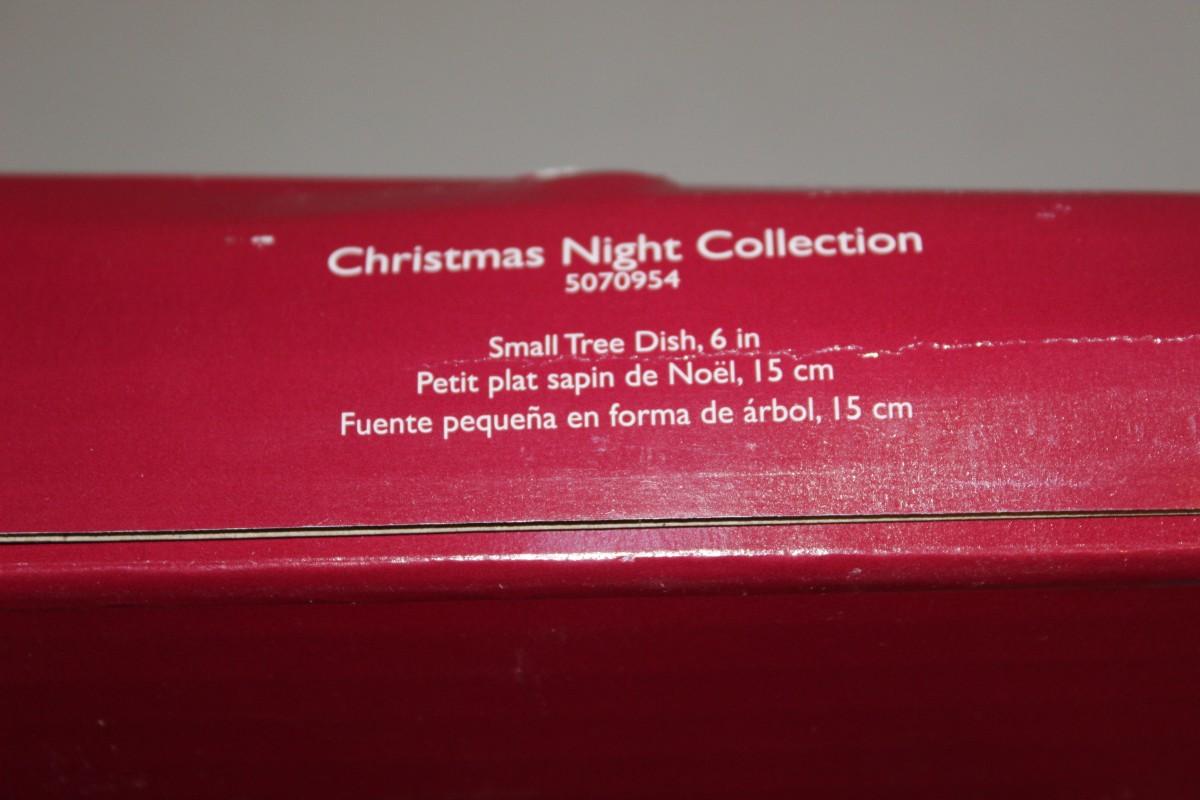 Christmas Night Collection
5070954
Small Tree Dish, 6 in
Petit plat sapin de Noël, 15 cm
Fuente pequeña en forma de árbol, 15 cm